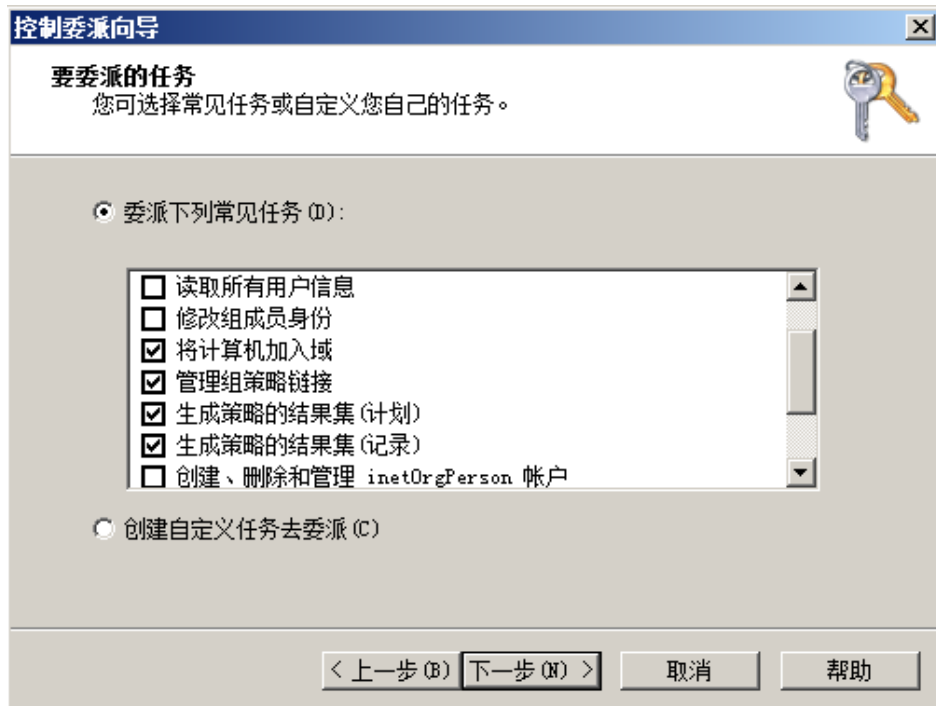 控制委派向导
要委派的任务
您可选择常见任务或自定义您自己的任务。
委派下列常见任务(D):
读取所有用户信息
修改组成员身份
将计算机加入域
管理组策略链接
生成策略的结果集(计划)
生成策略的结果集(记录)
创建、删除和管理 inetOrgPerson 帐户
创建自定义任务去委派(C)
< 上一步(B) 下一步(N) > 取消 帮助